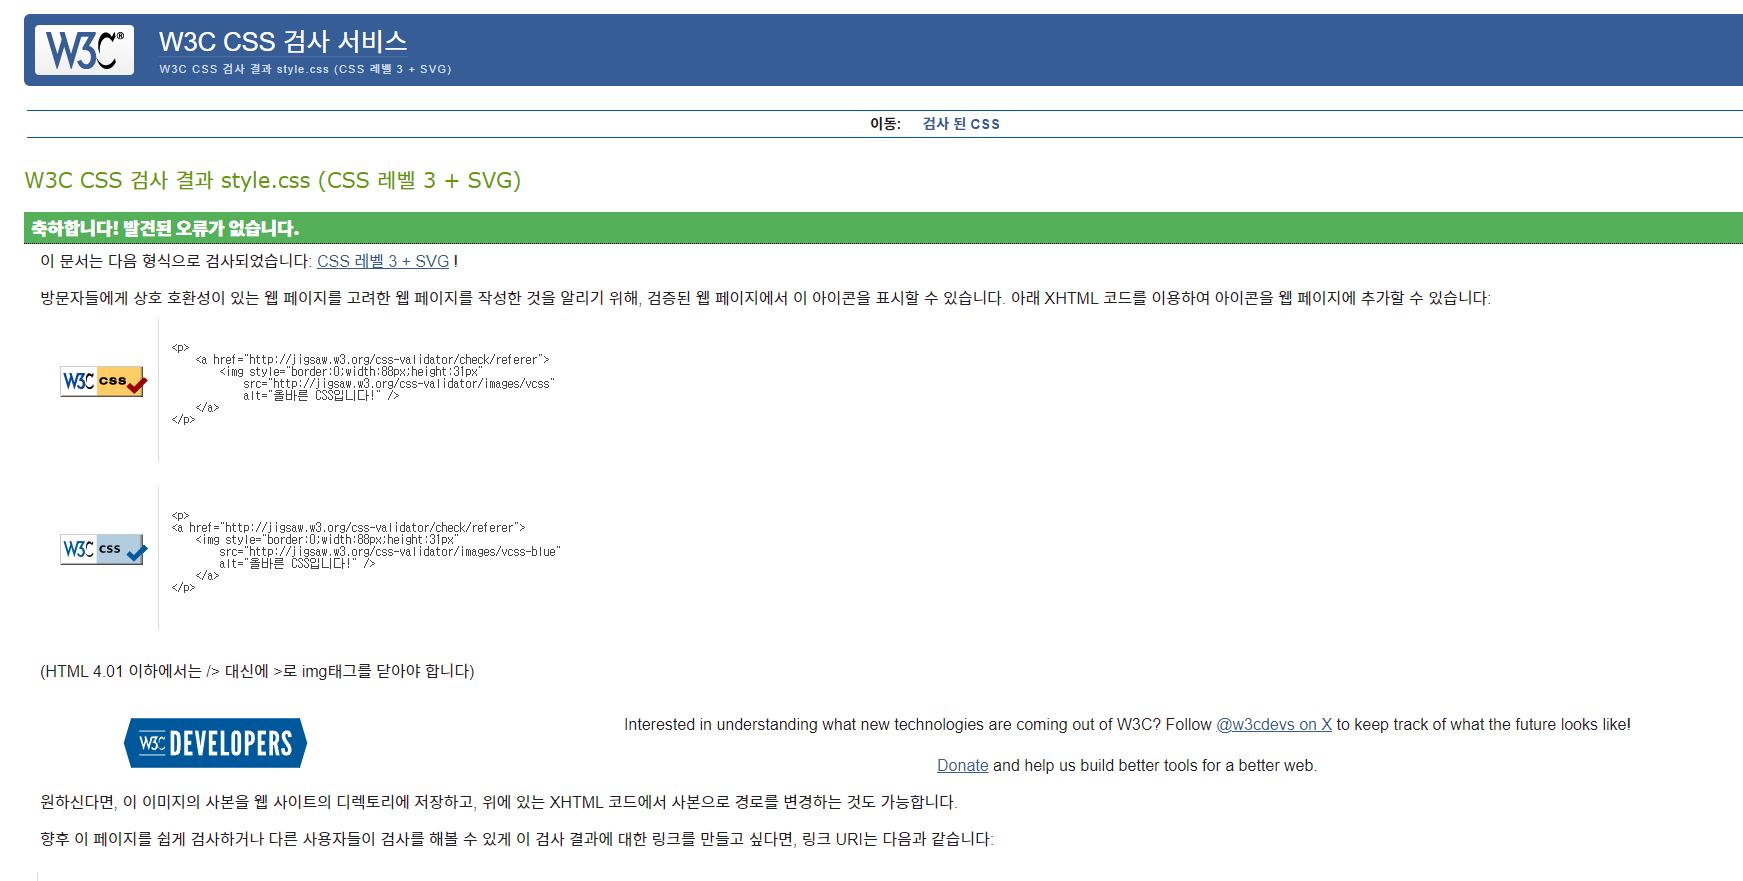 W3C®
W3C CSS 검사 서비스
W3C CSS 검사 결과 style.css (CSS 레벨 3 + SVG)
이동: 검사 된 CSS
W3C CSS 검사 결과 style.css (CSS 레벨 3 + SVG)
축하합니다! 발견된 오류가 없습니다.
이 문서는 다음 형식으로 검사되었습니다: CSS 레벨 3 + SVG !
방문자들에게 상호 호환성이 있는 웹 페이지를 고려한 웹 페이지를 작성한 것을 알리기 위해, 검증된 웹 페이지에서 이 아이콘을 표시할 수 있습니다. 아래 XHTML 코드를 이용하여 아이콘을 웹 페이지에 추가할 수 있습니다:
W3C css
<p>
<a href="http://jigsaw.w3.org/css-validator/check/referer">
<img style="border:0;width:88px;height:31px"
src="http://jigsaw.w3.org/css-validator/images/vcss"
alt="올바른 CSS입니다!" />
</a>
</p>
W3C css
<p>
<a href="http://jigsaw.w3.org/css-validator/check/referer">
<img style="border:0;width:88px;height:31px"
src="http://jigsaw.w3.org/css-validator/images/vcss-blue"
alt="올바른 CSS입니다!" />
</a>
</p>
(HTML 4.01 이하에서는 /> 대신에 >로 img태그를 닫아야 합니다)
W3C DEVELOPERS
Interested in understanding what new technologies are coming out of W3C? Follow @w3cdevs on X to keep track of what the future looks like!
Donate and help us build better tools for a better web.
원하신다면, 이 이미지의 사본을 웹 사이트의 디렉토리에 저장하고, 위에 있는 XHTML 코드에서 사본으로 경로를 변경하는 것도 가능합니다.
향후 이 페이지를 쉽게 검사하거나 다른 사용자들이 검사를 해볼 수 있게 이 검사 결과에 대한 링크를 만들고 싶다면, 링크 URI는 다음과 같습니다: